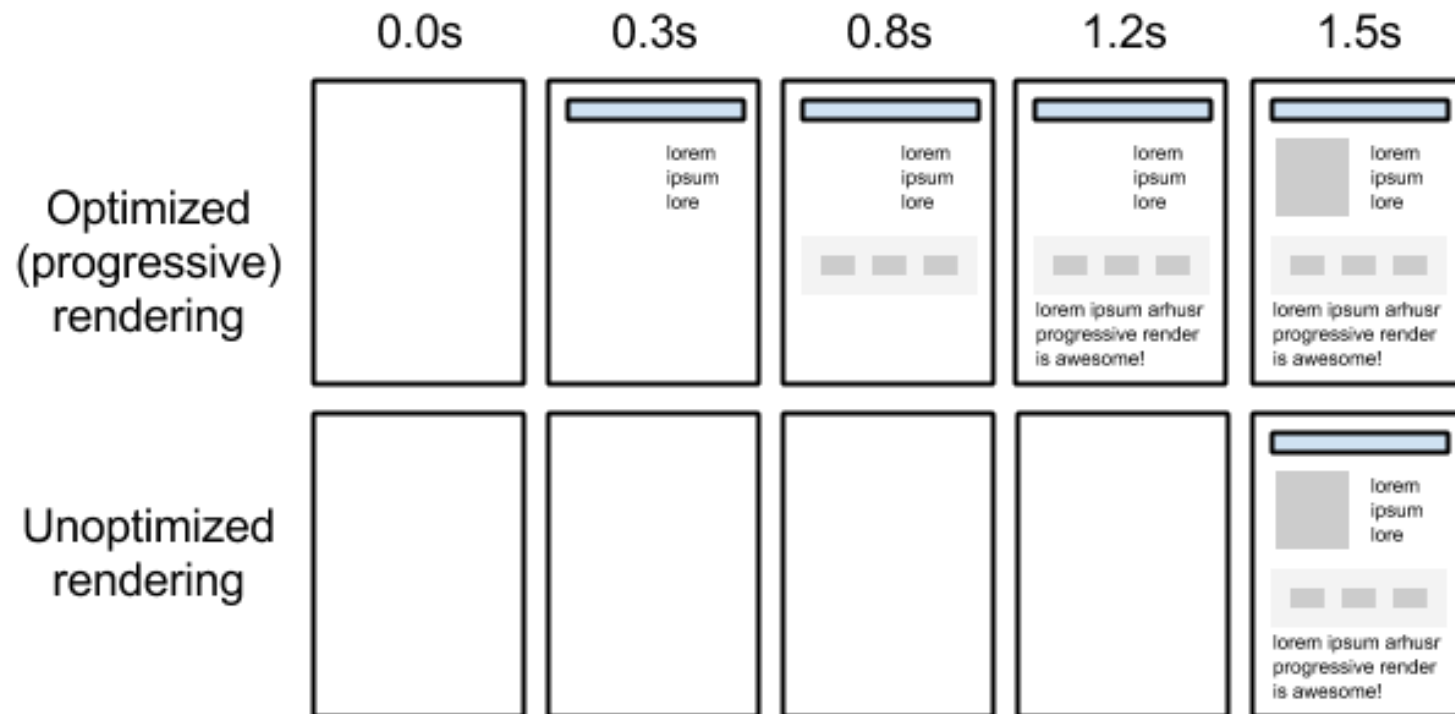 0.0s 0.3s 0.8s 1.2s 1.5s
Optimized
(progressive)
rendering
lorem
ipsum
lore
lorem
ipsum
lore
lorem
ipsum
lore
lorem ipsum arhusr
progressive render
is awesome!
lorem
ipsum
lore
lorem ipsum arhusr
progressive render
is awesome!
Unoptimized
rendering
lorem
ipsum
lore
lorem ipsum arhusr
progressive render
is awesome!